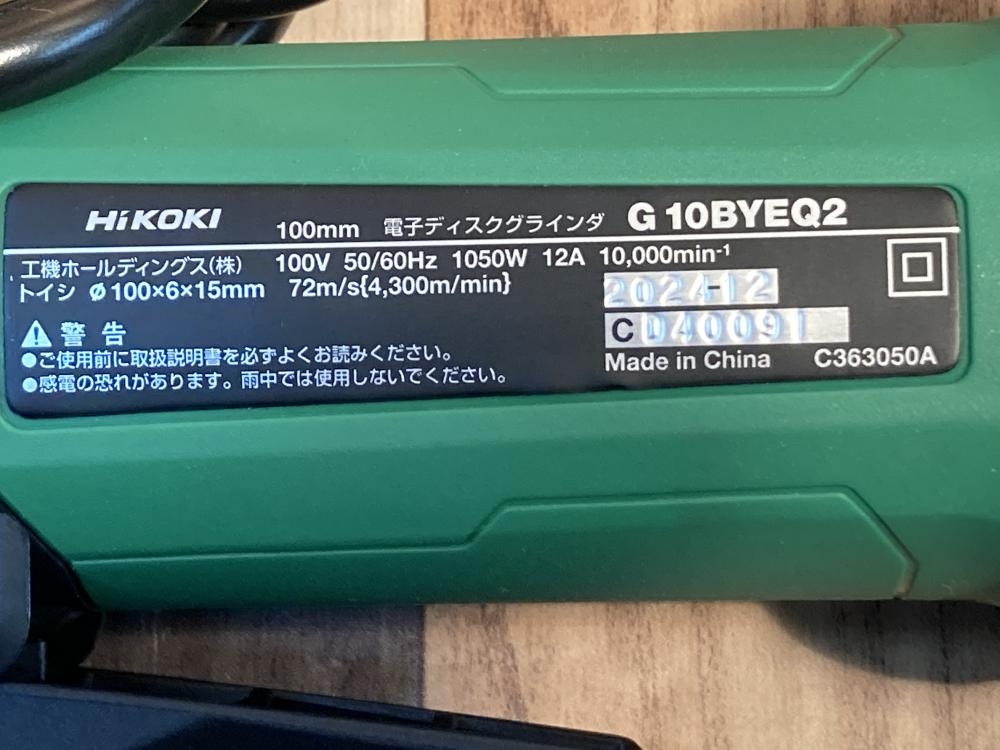 HiKOKI 100mm 電子ディスクグラインダ G 10BYEQ2
工機ホールディングス(株) 100V 50/60Hz 1050W 12A 10,000min⁻¹
トイシ ø100×6×15mm 72m/s{4,300m/min}
2024-12
警告
C D40091
●ご使用前に取扱説明書を必ずよくお読みください。
●感電の恐れがあります。雨中では使用しないでください。
Made in China C363050A